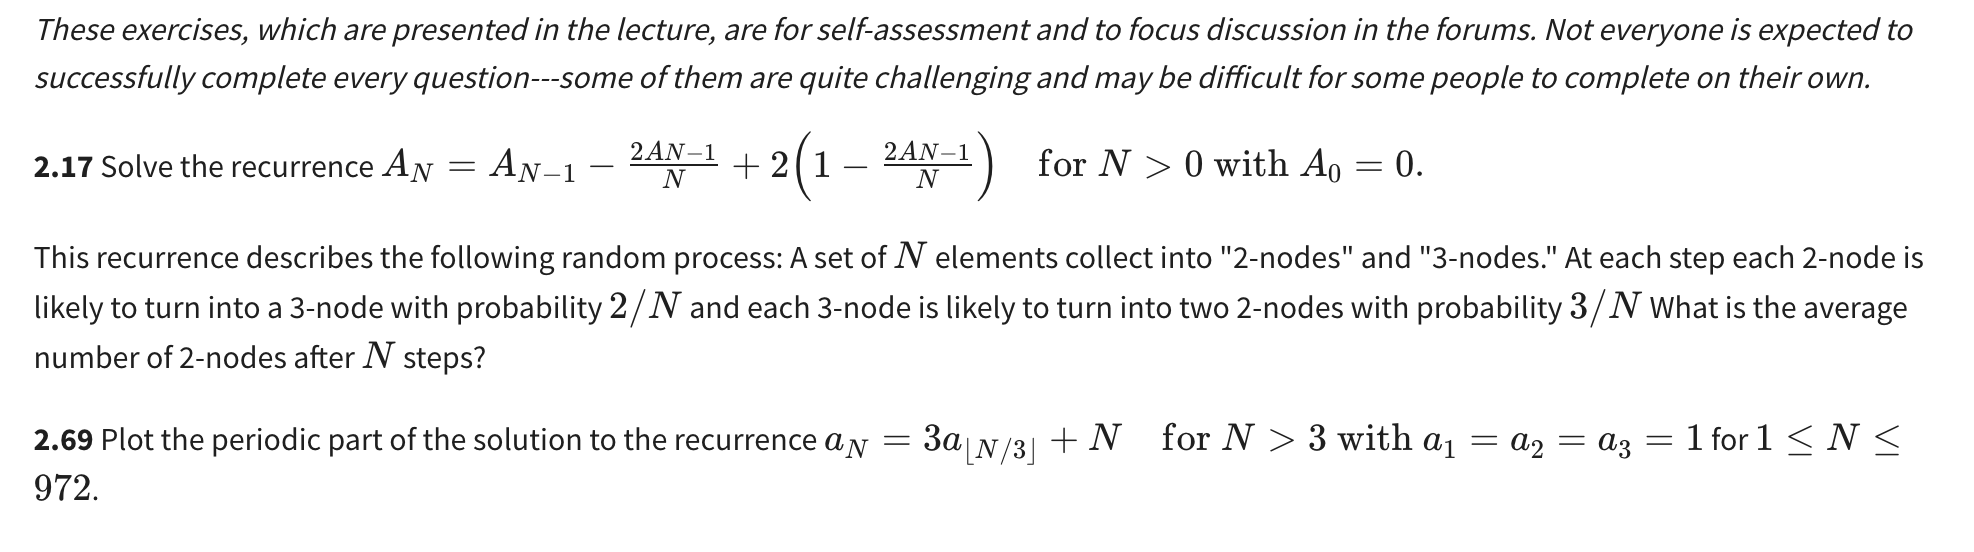 These exercises, which are presented in the lecture, are for self-assessment and to focus discussion in the forums. Not everyone is expected to
successfully complete every question---some of them are quite challenging and may be difficult for some people to complete on their own.
2.17 Solve the recurrence $A_N = A_{N-1} - \frac{2A_{N-1}}{N} + 2\left(1 - \frac{2A_{N-1}}{N}\right)$ for $N > 0$ with $A_0 = 0$.
This recurrence describes the following random process: A set of $N$ elements collect into "2-nodes" and "3-nodes." At each step each 2-node is
likely to turn into a 3-node with probability $2/N$ and each 3-node is likely to turn into two 2-nodes with probability $3/N$ What is the average
number of 2-nodes after $N$ steps?
2.69 Plot the periodic part of the solution to the recurrence $a_N = 3a_{\lfloor N/3 \rfloor} + N$ for $N > 3$ with $a_1 = a_2 = a_3 = 1$ for $1 \leq N \leq$
$972$.